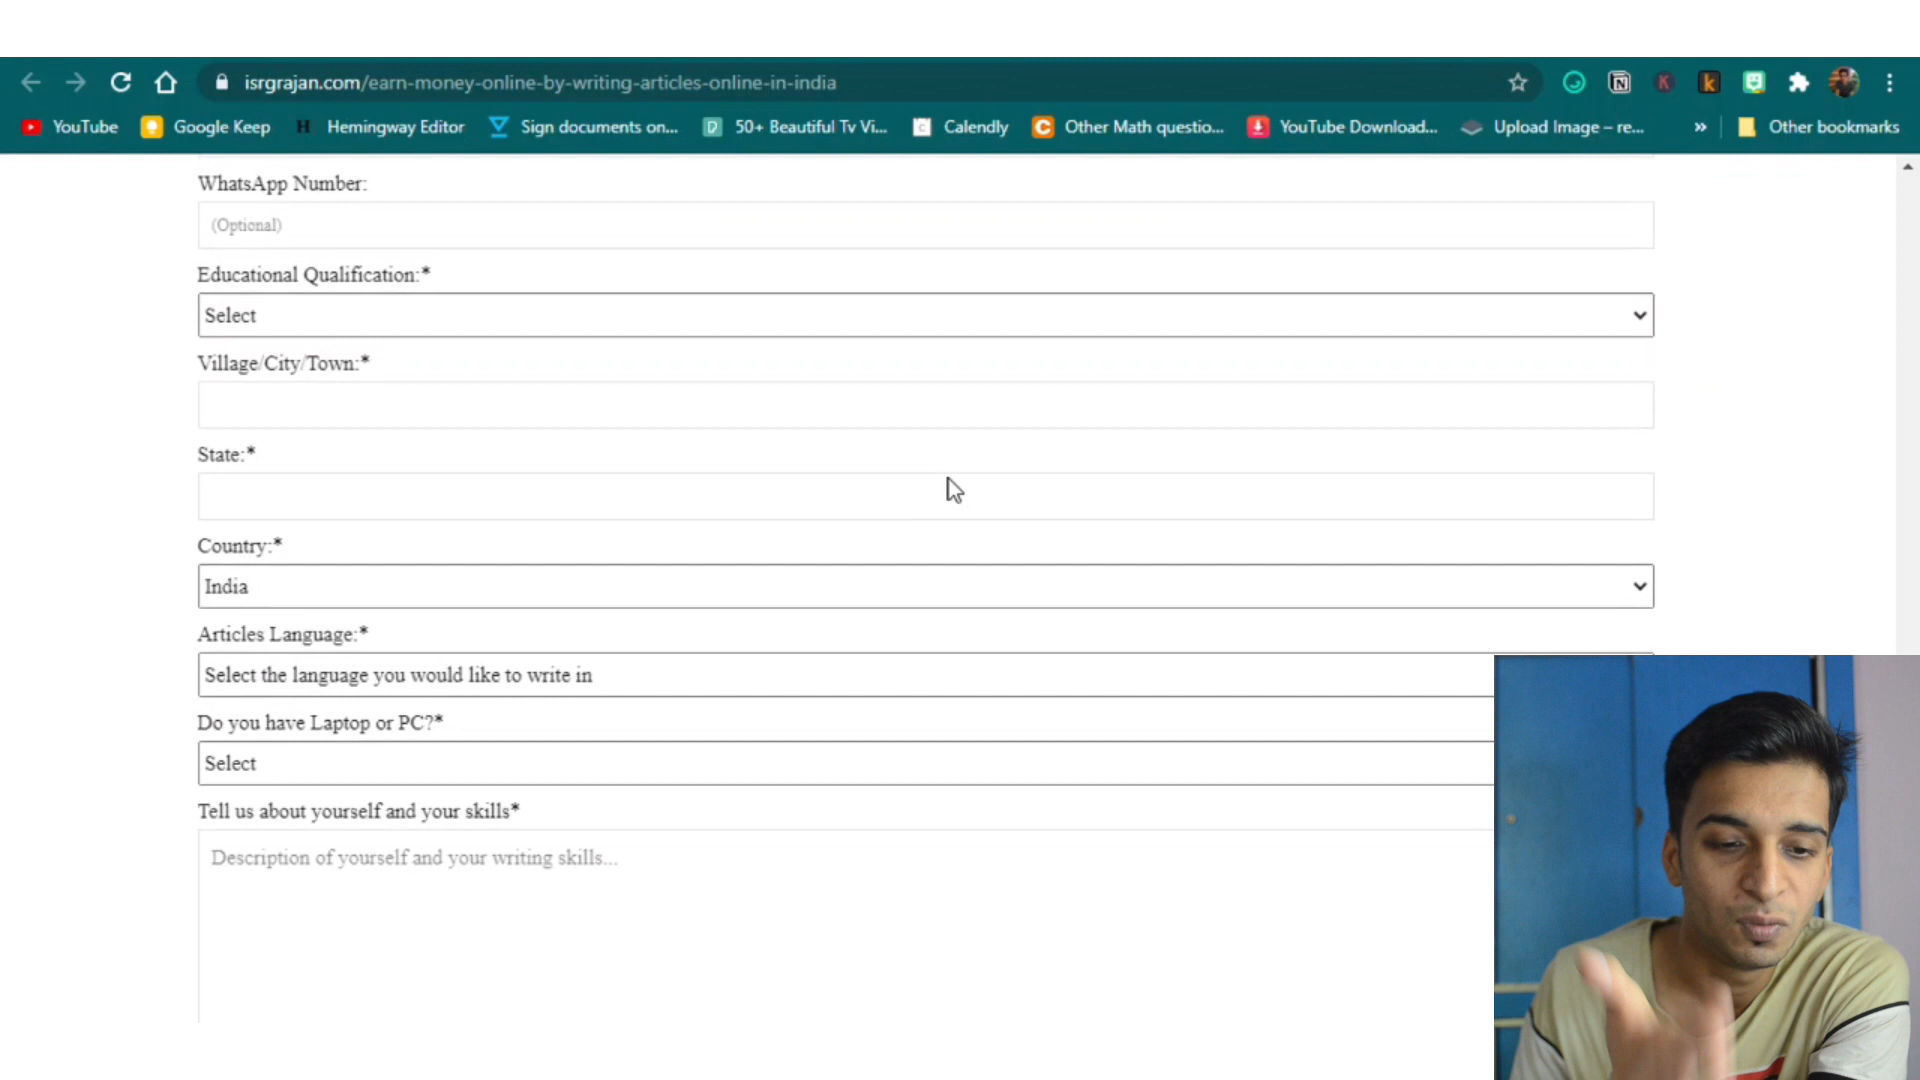 isrgrajan.com/earn-money-online-by-writing-articles-online-in-india
YouTube Google Keep Hemingway Editor Sign documents on... 50+ Beautiful Tv Vi... Calendly Other Math questio... YouTube Download... Upload Image – re... » Other bookmarks
WhatsApp Number:
(Optional)
Educational Qualification:*
Select
Village/City/Town:*
State:*
Country:*
India
Articles Language:*
Select the language you would like to write in
Do you have Laptop or PC?*
Select
Tell us about yourself and your skills*
Description of yourself and your writing skills...